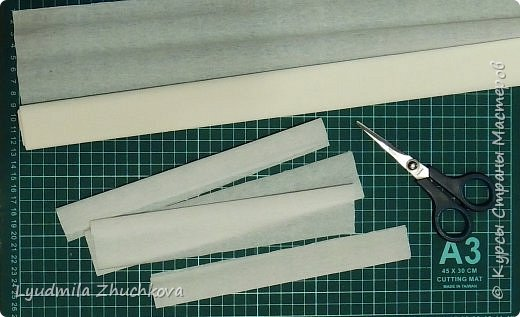 A3
45 X 30 CM
CUTTING MAT
MADE IN TAIWAN
© Курсы Страны Мастеров
Lyudmila Zhuchkova